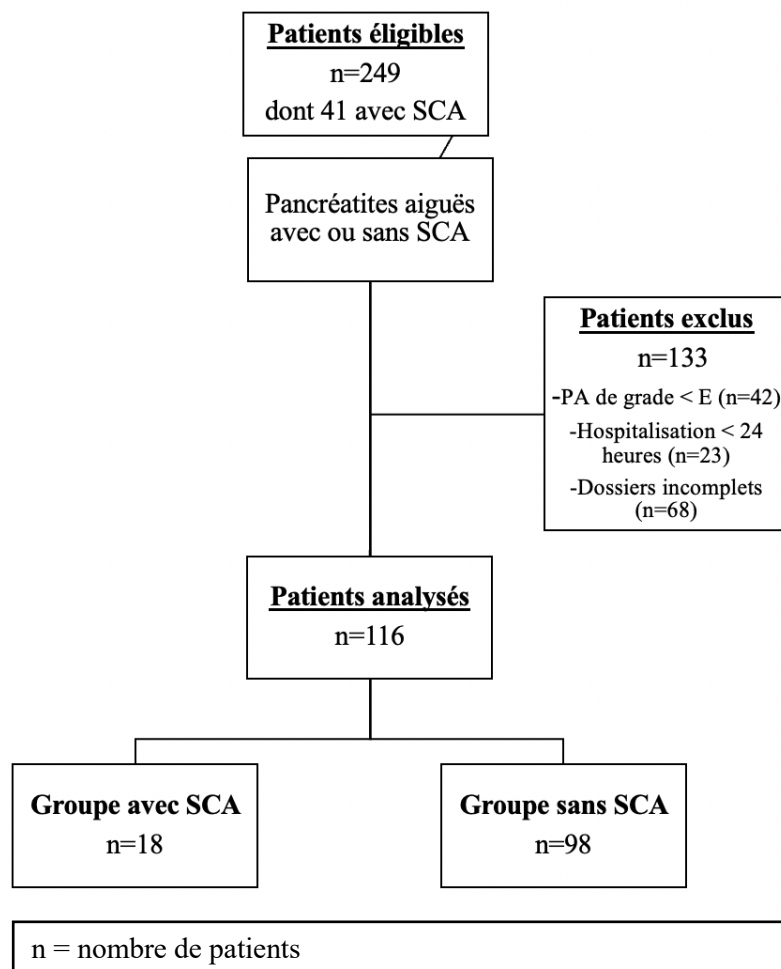 Patients éligibles
n=249
dont 41 avec SCA
Pancréatites aiguës
avec ou sans SCA
Patients exclus
n=133
-PA de grade < E (n=42)
-Hospitalisation < 24
heures (n=23)
-Dossiers incomplets
(n=68)
Patients analysés
n=116
Groupe avec SCA
n=18
Groupe sans SCA
n=98
n = nombre de patients